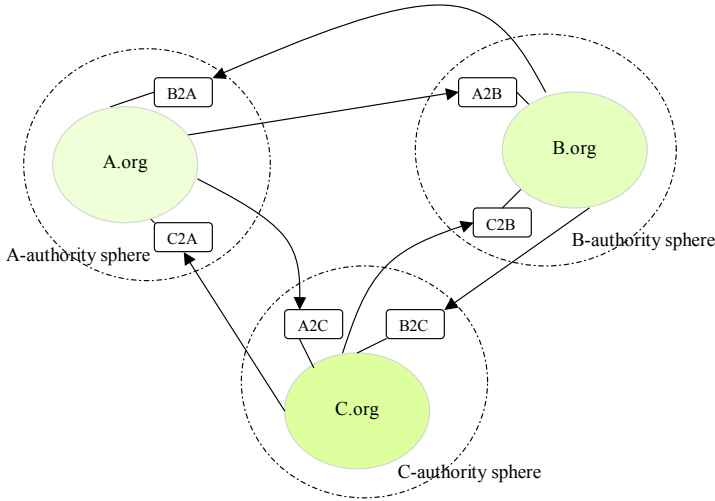 B2A
A2B
A.org
B.org
C2B
C2A
B-authority sphere
A-authority sphere
A2C
B2C
C.org
C-authority sphere